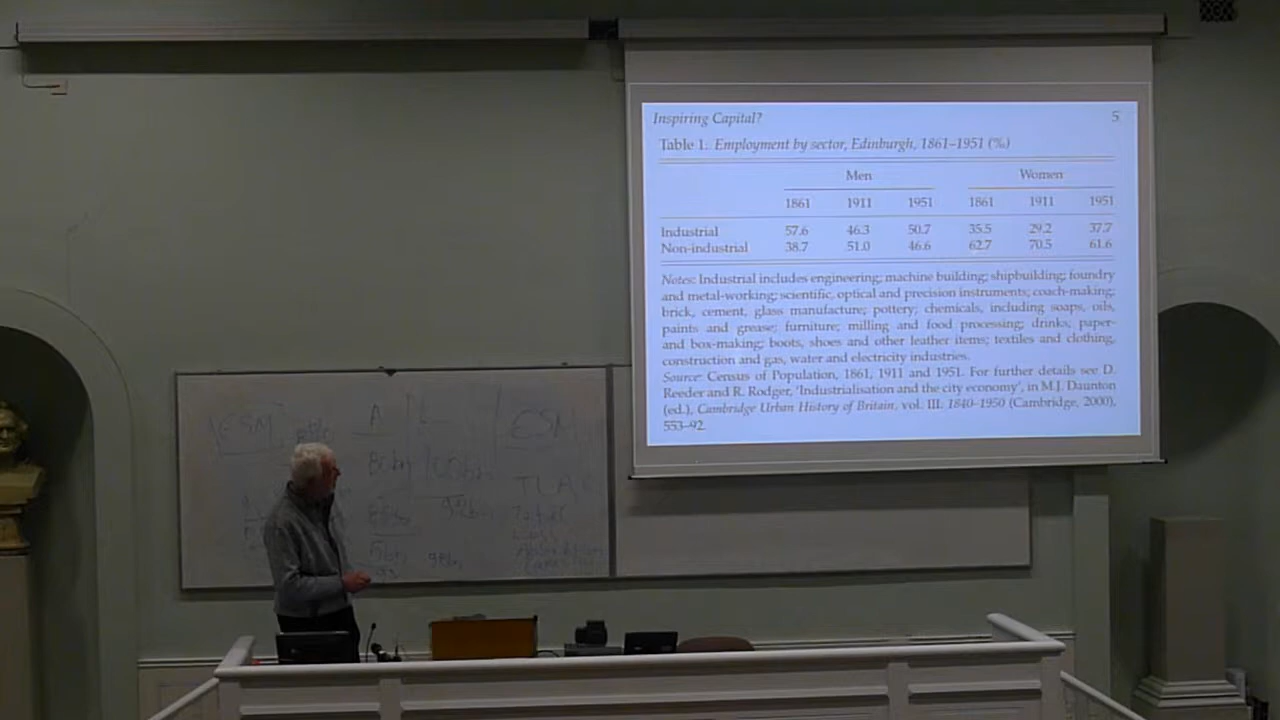 Inspiring Capital? 5
Table 1. Employment by sector, Edinburgh, 1861–1951 (%)
Men Women
1861 1911 1951 1861 1911 1951
Industrial 57.6 46.3 50.7 35.5 29.2 37.7
Non-industrial 38.7 51.0 46.6 62.7 70.5 61.6
Notes: Industrial includes engineering; machine building; shipbuilding; foundry
and metal-working; scientific, optical and precision instruments; coach-making;
brick, cement, glass manufacture; pottery; chemicals, including soaps, oils,
paints and grease; furniture; milling and food processing; drinks; paper-
and box-making; boots, shoes and other leather items; textiles and clothing,
construction and gas, water and electricity industries.
Source: Census of Population, 1861, 1911 and 1951. For further details see D.
Reeder and R. Rodger, 'Industrialisation and the city economy', in M.J. Daunton
(ed.), Cambridge Urban History of Britain, vol. III. 1840–1950 (Cambridge, 2000),
553–92.
ESM A L ESM
80bn 100bn